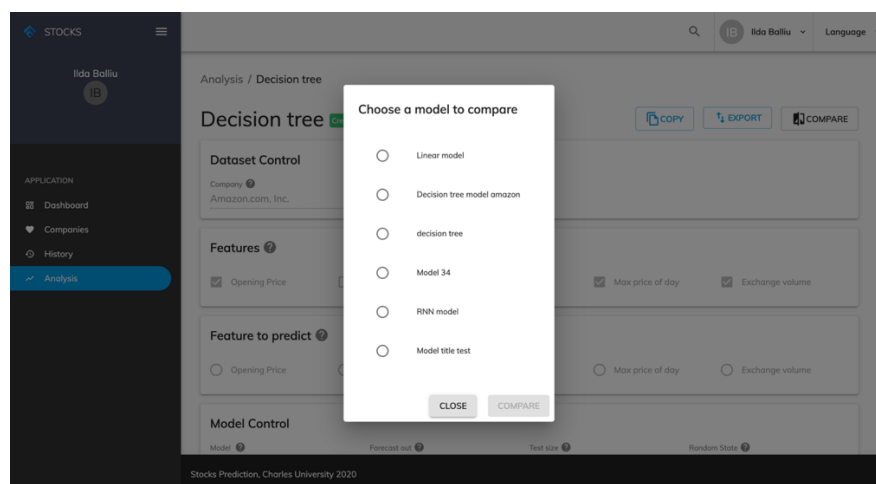 STOCKS
IB Ilda Balliu Language
Ilda Balliu
IB
Analysis / Decision tree
Decision tree
COPY EXPORT COMPARE
Choose a model to compare
Linear model
Decision tree model amazon
decision tree
Model 34
RNN model
Model title test
CLOSE COMPARE
Dataset Control
Company
Amazon.com, Inc.
APPLICATION
Dashboard
Companies
History
Analysis
Features
Opening Price Max price of day Exchange volume
Feature to predict
Opening Price Max price of day Exchange volume
Model Control
Model Forecast out Test size Random State
Stocks Prediction, Charles University 2020